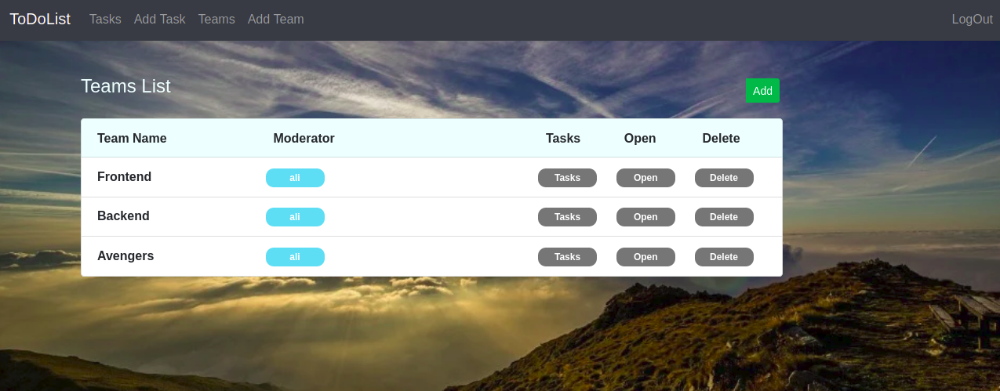 ToDoList Tasks Add Task Teams Add Team LogOut
Teams List Add
Team Name Moderator Tasks Open Delete
Frontend ali Tasks Open Delete
Backend ali Tasks Open Delete
Avengers ali Tasks Open Delete